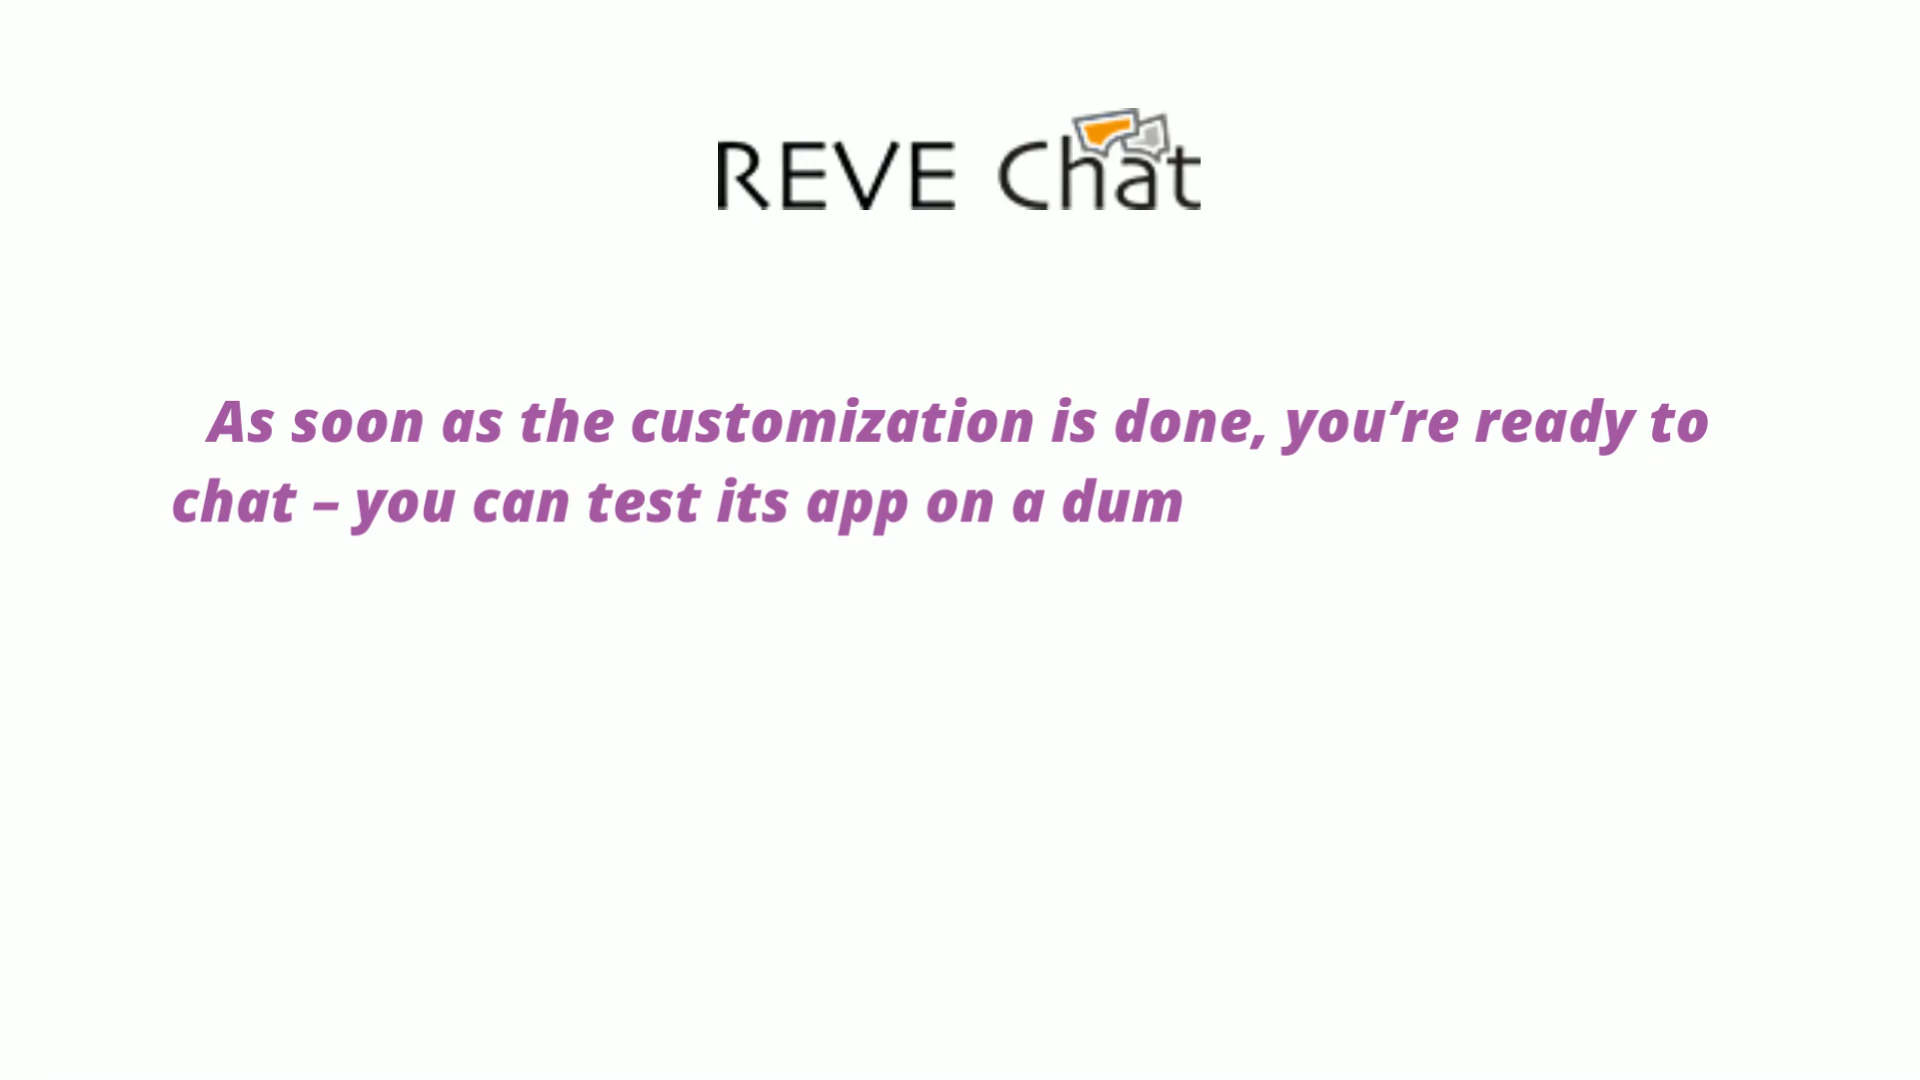 REVE Chat
As soon as the customization is done, you’re ready to
chat – you can test its app on a dum